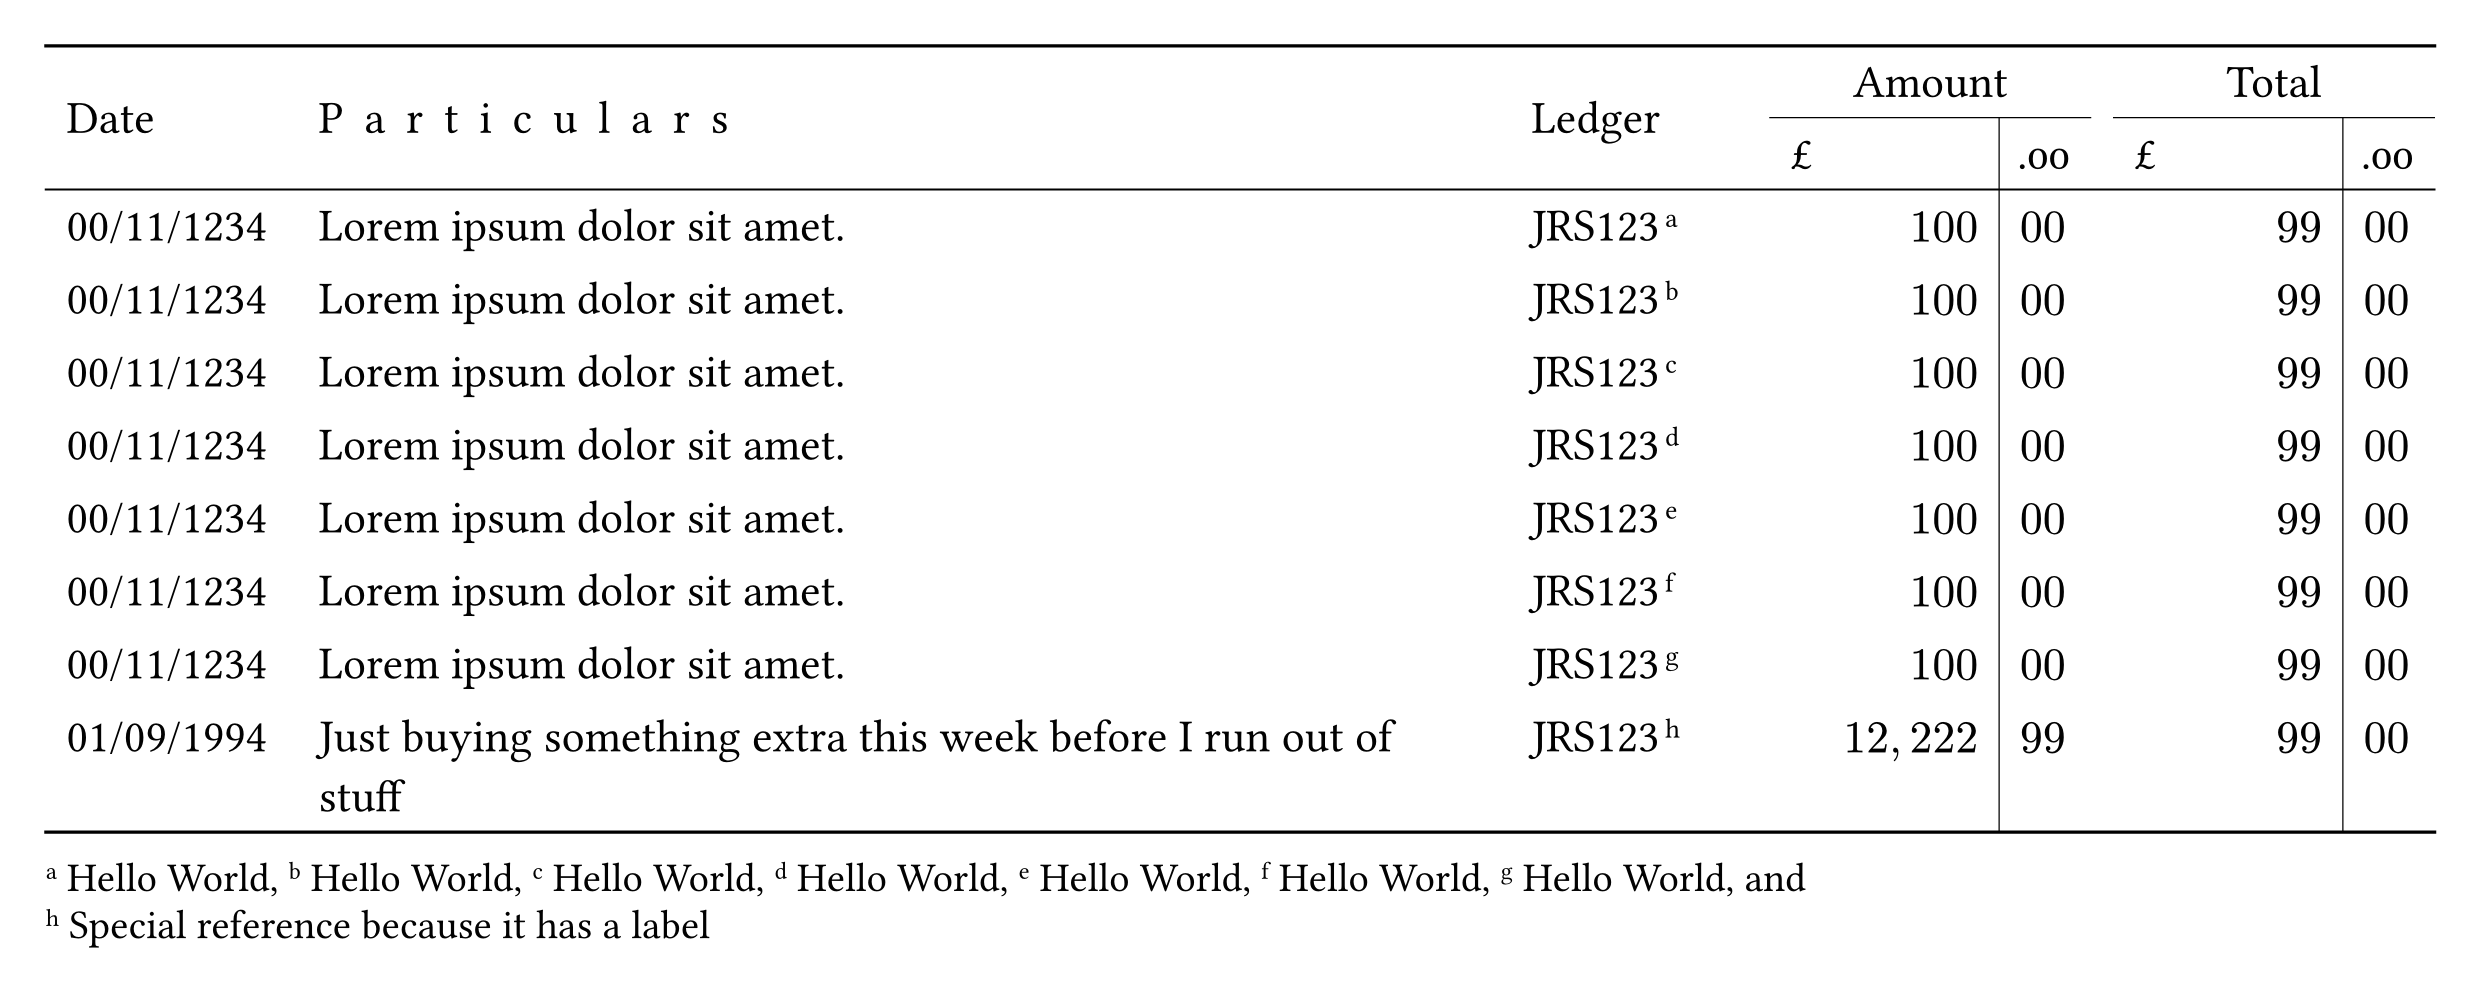 Date P a r t i c u l a r s Ledger Amount Total
£ .oo £ .oo
00/11/1234 Lorem ipsum dolor sit amet. JRS123 a 100 00 99 00
00/11/1234 Lorem ipsum dolor sit amet. JRS123 b 100 00 99 00
00/11/1234 Lorem ipsum dolor sit amet. JRS123 c 100 00 99 00
00/11/1234 Lorem ipsum dolor sit amet. JRS123 d 100 00 99 00
00/11/1234 Lorem ipsum dolor sit amet. JRS123 e 100 00 99 00
00/11/1234 Lorem ipsum dolor sit amet. JRS123 f 100 00 99 00
00/11/1234 Lorem ipsum dolor sit amet. JRS123 g 100 00 99 00
01/09/1994 Just buying something extra this week before I run out of JRS123 h 12, 222 99 99 00
stuff
a Hello World, b Hello World, c Hello World, d Hello World, e Hello World, f Hello World, g Hello World, and
h Special reference because it has a label